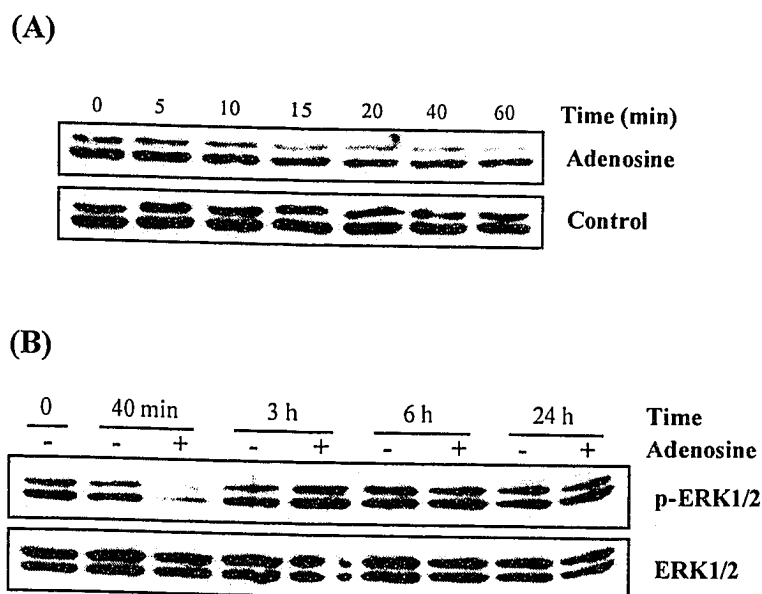 (A)
0 5 10 15 20 40 60 Time (min)
Adenosine
Control
(B)
0 40 min 3 h 6 h 24 h Time
- - + - + - + - + Adenosine
p-ERK1/2
ERK1/2